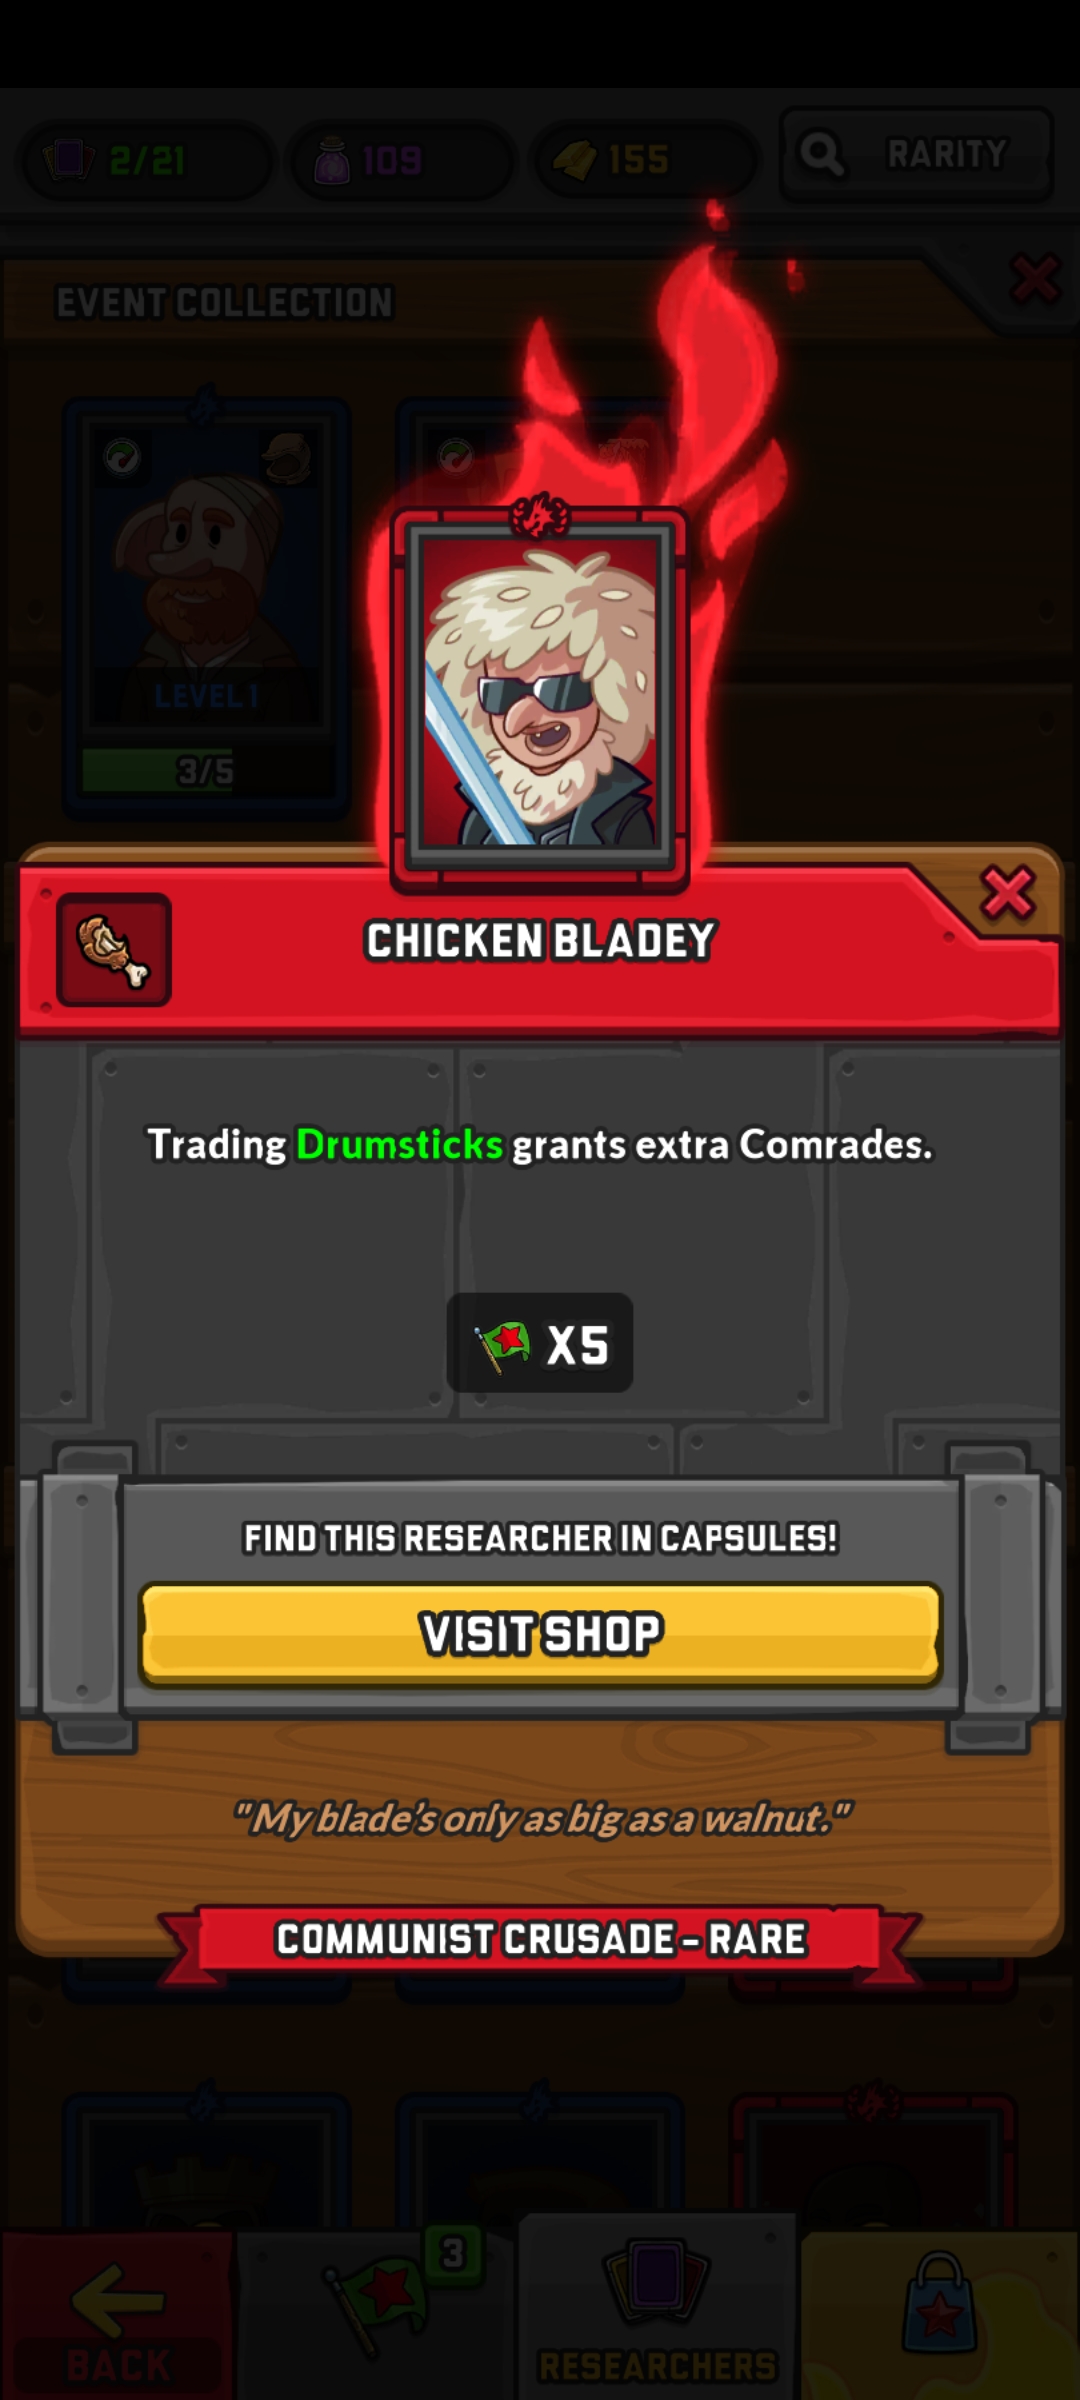 2/21
109
155
RARITY
EVENT COLLECTION
LEVEL 1
3/5
CHICKEN BLADEY
Trading Drumsticks grants extra Comrades.
X5
FIND THIS RESEARCHER IN CAPSULES!
VISIT SHOP
"My blade's only as big as a walnut."
COMMUNIST CRUSADE - RARE
3
BACK
RESEARCHERS